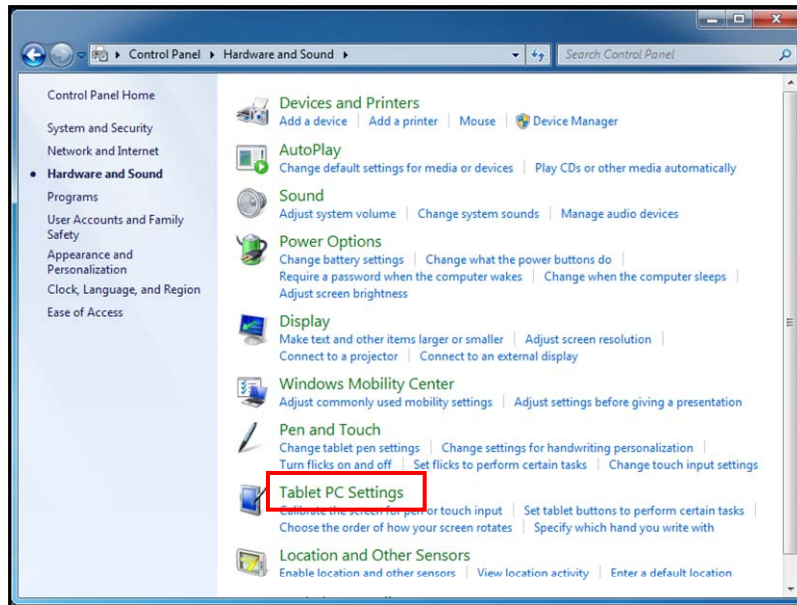 Control Panel Hardware and Sound Search Control Panel
Control Panel Home
System and Security
Network and Internet
Hardware and Sound
Programs
User Accounts and Family
Safety
Appearance and
Personalization
Clock, Language, and Region
Ease of Access
Devices and Printers
Add a device Add a printer Mouse Device Manager
AutoPlay
Change default settings for media or devices Play CDs or other media automatically
Sound
Adjust system volume Change system sounds Manage audio devices
Power Options
Change battery settings Change what the power buttons do
Require a password when the computer wakes Change when the computer sleeps
Adjust screen brightness
Display
Make text and other items larger or smaller Adjust screen resolution
Connect to a projector Connect to an external display
Windows Mobility Center
Adjust commonly used mobility settings Adjust settings before giving a presentation
Pen and Touch
Change tablet pen settings Change settings for handwriting personalization
Turn flicks on and off Set flicks to perform certain tasks Change touch input settings
Tablet PC Settings
Calibrate the screen for pen or touch input Set tablet buttons to perform certain tasks
Choose the order of how your screen rotates Specify which hand you write with
Location and Other Sensors
Enable location and other sensors View location activity Enter a default location